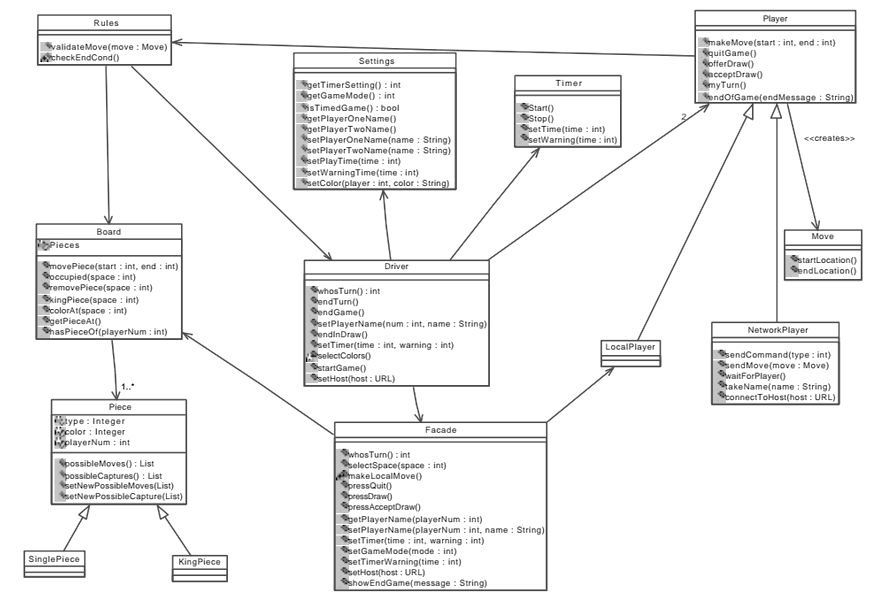 Rules
validateMove(move : Move)
checkEndCond()
Settings
getTimerSetting() : int
getGameMode() : int
isTimedGame() : bool
getPlayerOneName()
getPlayerTwoName()
setPlayerOneName(name : String)
setPlayerTwoName(name : String)
setPlayTime(time : int)
setWarningTime(time : int)
setColor(player : int, color : String)
Timer
Start()
Stop()
setTime(time : int)
setWarning(time : int)
Player
makeMove(start : int, end : int)
quitGame()
offerDraw()
acceptDraw()
myTurn()
endOfGame(endMessage : String)
2
<<creates>>
Move
startLocation()
endLocation()
Board
Pieces
movePiece(start : int, end : int)
occupied(space : int)
removePiece(space : int)
kingPiece(space : int)
colorAt(space : int)
getPieceAt()
hasPieceOf(playerNum : int)
1..*
Driver
whosTurn() : int
endTurn()
endGame()
setPlayerName(num : int, name : String)
endInDraw()
setTimer(time : int, warning : int)
selectColors()
startGame()
setHost(host : URL)
LocalPlayer
NetworkPlayer
sendCommand(type : int)
sendMove(move : Move)
waitForPlayer()
takeName(name : String)
connectToHost(host : URL)
Piece
type : Integer
color : Integer
playerNum : int
possibleMoves() : List
possibleCaptures() : List
setNewPossibleMoves(List)
setNewPossibleCapture(List)
SinglePiece
KingPiece
Facade
whosTurn() : int
selectSpace(space : int)
makeLocalMove()
pressQuit()
pressDraw()
pressAcceptDraw()
getPlayerName(playerNum : int)
setPlayerName(playerNum : int, name : String)
setTimer(time : int, warning : int)
setGameMode(mode : int)
setTimerWarning(time : int)
setHost(host : URL)
showEndGame(message : String)